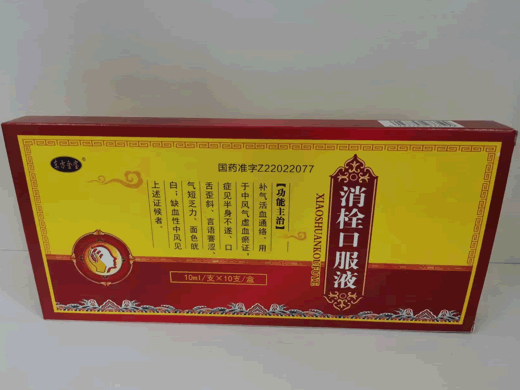 国药准字Z22022077
消栓口服液
【功能主治】
补气活血通络。用
于中风气虚血瘀证,
症见半身不遂、口
舌歪斜、言语謇涩、
气短乏力、面色㿠
白;缺血性中风见
上述证候者。
10ml/支×10支/盒